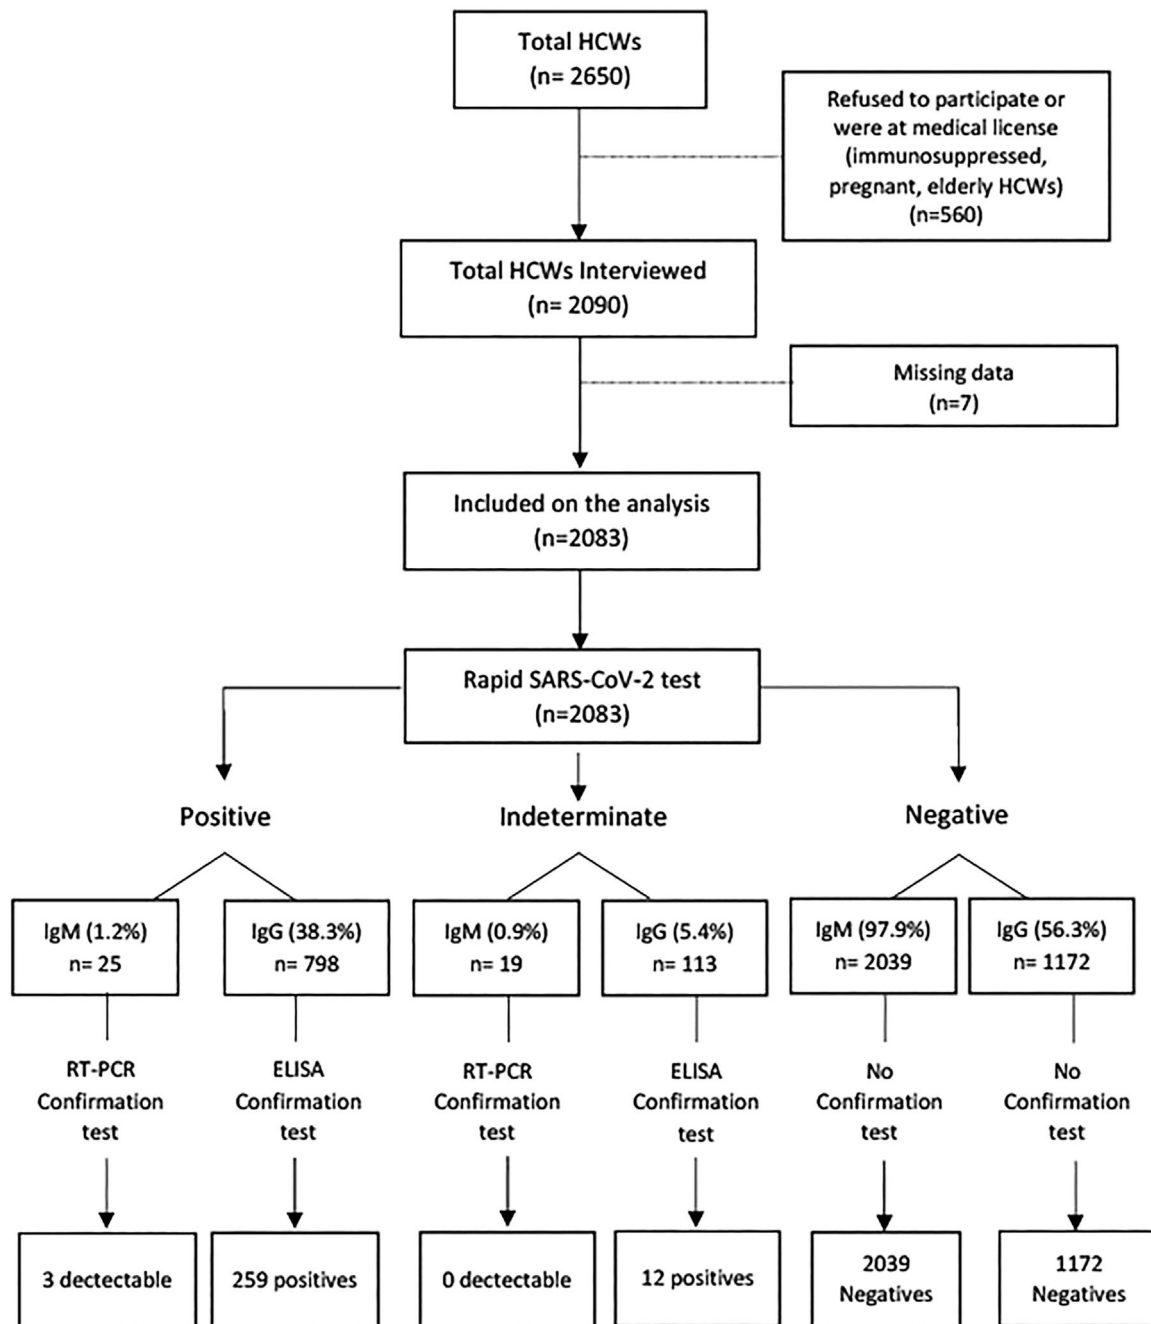 Total HCWs
(n= 2650)
Refused to participate or
were at medical license
(immunosuppressed,
pregnant, elderly HCWs)
(n=560)
Total HCWs Interviewed
(n= 2090)
Missing data
(n=7)
Included on the analysis
(n=2083)
Rapid SARS-CoV-2 test
(n=2083)
Positive
Indeterminate
Negative
IgM (1.2%)
n= 25
IgG (38.3%)
n= 798
IgM (0.9%)
n= 19
IgG (5.4%)
n= 113
IgM (97.9%)
n= 2039
IgG (56.3%)
n= 1172
RT-PCR
Confirmation
test
ELISA
Confirmation
test
RT-PCR
Confirmation
test
ELISA
Confirmation
test
No
Confirmation
test
No
Confirmation
test
3 dectectable
259 positives
0 dectectable
12 positives
2039
Negatives
1172
Negatives